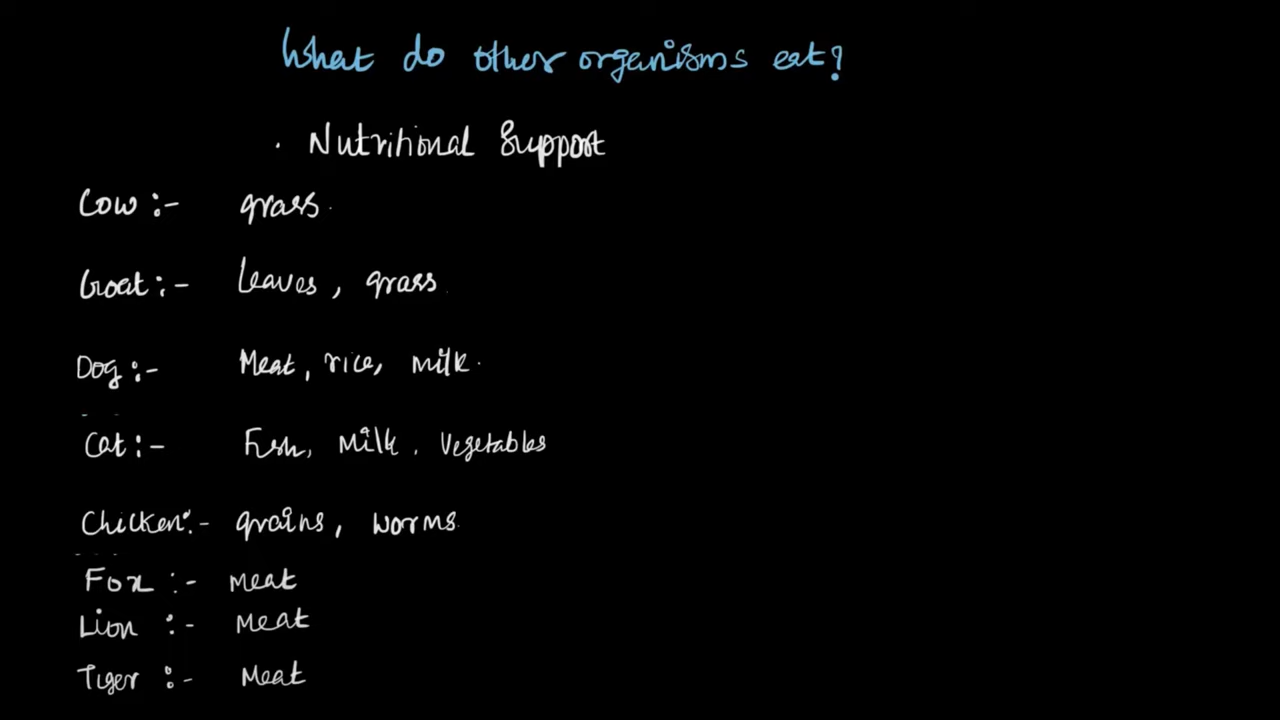 What do other organisms eat?
· Nutritional Support
Cow :- grass.
Goat :- Leaves, grass
Dog :- Meat, rice, milk.
Cat :- Fish, Milk, Vegetables
Chicken :- grains, worms
Fox :- Meat
Lion :- Meat
Tiger :- Meat